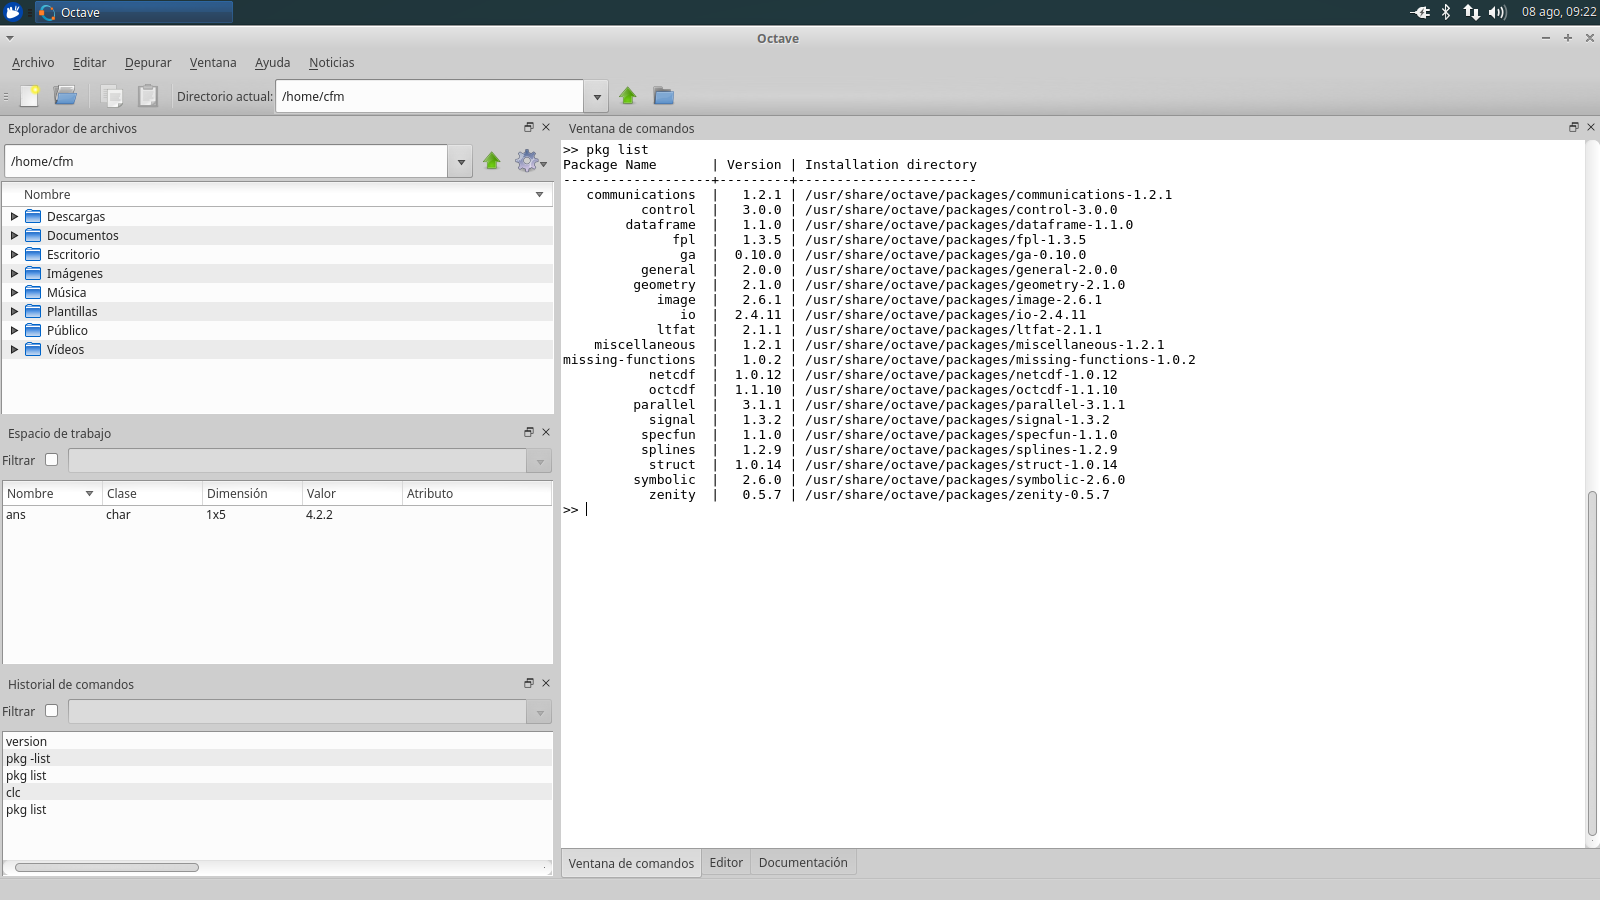 Octave
08 ago, 09:22
Octave
Archivo Editar Depurar Ventana Ayuda Noticias
Directorio actual: /home/cfm
Explorador de archivos
/home/cfm
Nombre
Descargas
Documentos
Escritorio
Imágenes
Música
Plantillas
Público
Vídeos
Espacio de trabajo
Filtrar
Nombre Clase Dimensión Valor Atributo
ans char 1x5 4.2.2
Historial de comandos
Filtrar
version
pkg -list
pkg list
clc
pkg list
Ventana de comandos
>> pkg list
Package Name       | Version | Installation directory
-------------------+---------+-----------------------
communications  |   1.2.1 | /usr/share/octave/packages/communications-1.2.1
control  |   3.0.0 | /usr/share/octave/packages/control-3.0.0
dataframe  |   1.1.0 | /usr/share/octave/packages/dataframe-1.1.0
fpl  |   1.3.5 | /usr/share/octave/packages/fpl-1.3.5
ga  |  0.10.0 | /usr/share/octave/packages/ga-0.10.0
general  |   2.0.0 | /usr/share/octave/packages/general-2.0.0
geometry  |   2.1.0 | /usr/share/octave/packages/geometry-2.1.0
image  |   2.6.1 | /usr/share/octave/packages/image-2.6.1
io  |  2.4.11 | /usr/share/octave/packages/io-2.4.11
ltfat  |   2.1.1 | /usr/share/octave/packages/ltfat-2.1.1
miscellaneous  |   1.2.1 | /usr/share/octave/packages/miscellaneous-1.2.1
missing-functions  |   1.0.2 | /usr/share/octave/packages/missing-functions-1.0.2
netcdf  |  1.0.12 | /usr/share/octave/packages/netcdf-1.0.12
octcdf  |  1.1.10 | /usr/share/octave/packages/octcdf-1.1.10
parallel  |   3.1.1 | /usr/share/octave/packages/parallel-3.1.1
signal  |   1.3.2 | /usr/share/octave/packages/signal-1.3.2
specfun  |   1.1.0 | /usr/share/octave/packages/specfun-1.1.0
splines  |   1.2.9 | /usr/share/octave/packages/splines-1.2.9
struct  |  1.0.14 | /usr/share/octave/packages/struct-1.0.14
symbolic  |   2.6.0 | /usr/share/octave/packages/symbolic-2.6.0
zenity  |   0.5.7 | /usr/share/octave/packages/zenity-0.5.7
>>
Ventana de comandos Editor Documentación